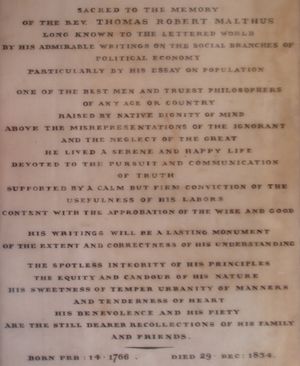 SACRED TO THE MEMORY
OF THE REV. THOMAS ROBERT MALTHUS
LONG KNOWN TO THE LETTERED WORLD
BY HIS ADMIRABLE WRITINGS ON THE SOCIAL BRANCHES OF
POLITICAL ECONOMY
PARTICULARLY BY HIS ESSAY ON POPULATION
ONE OF THE BEST MEN AND TRUEST PHILOSOPHERS
OF ANY AGE OR COUNTRY
RAISED BY NATIVE DIGNITY OF MIND
ABOVE THE MISREPRESENTATIONS OF THE IGNORANT
AND THE NEGLECT OF THE GREAT
HE LIVED A SERENE AND HAPPY LIFE
DEVOTED TO THE PURSUIT AND COMMUNICATION
OF TRUTH
SUPPORTED BY A CALM BUT FIRM CONVICTION OF THE
USEFULNESS OF HIS LABORS
CONTENT WITH THE APPROBATION OF THE WISE AND GOOD
HIS WRITINGS WILL BE A LASTING MONUMENT
OF THE EXTENT AND CORRECTNESS OF HIS UNDERSTANDING
THE SPOTLESS INTEGRITY OF HIS PRINCIPLES
THE EQUITY AND CANDOUR OF HIS NATURE
HIS SWEETNESS OF TEMPER URBANITY OF MANNERS
AND TENDERNESS OF HEART
HIS BENEVOLENCE AND HIS PIETY
ARE THE STILL DEARER RECOLLECTIONS OF HIS FAMILY
AND FRIENDS.
BORN FEB: 14· 1766. DIED 29· DEC: 1834.